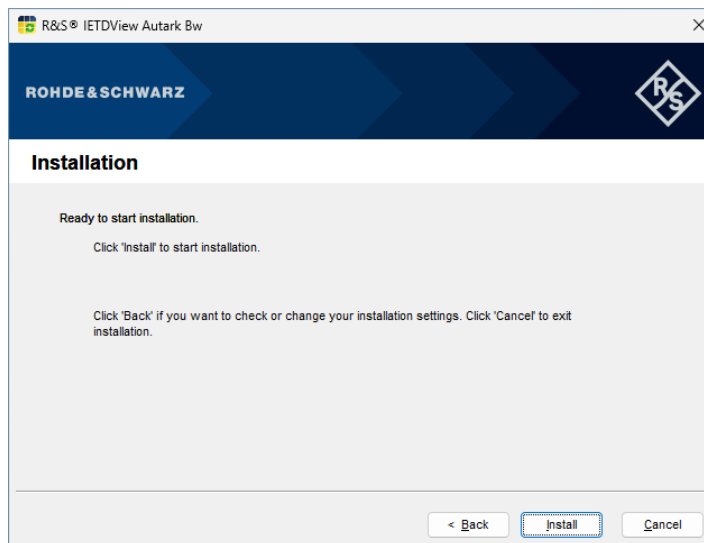 R&S® IETDView Autark Bw
ROHDE&SCHWARZ
R
S
Installation
Ready to start installation.
Click 'Install' to start installation.
Click 'Back' if you want to check or change your installation settings. Click 'Cancel' to exit
installation.
< Back
Install
Cancel